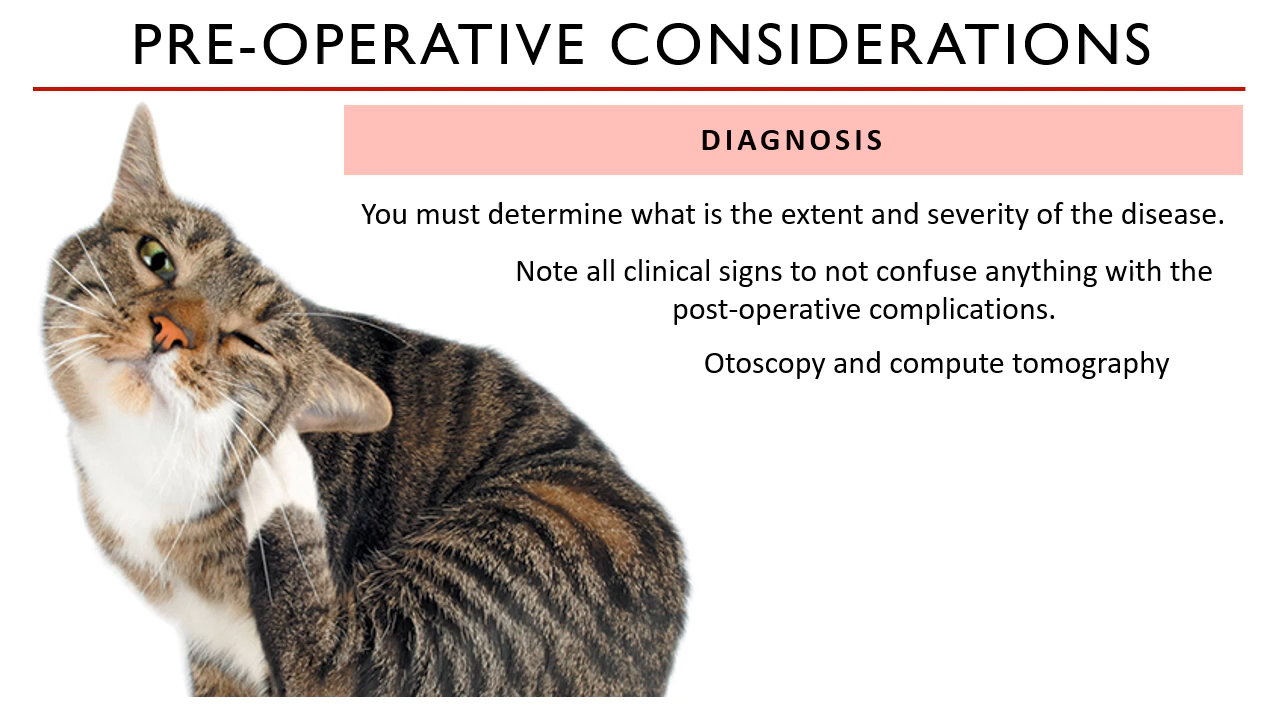 PRE-OPERATIVE CONSIDERATIONS
DIAGNOSIS
You must determine what is the extent and severity of the disease.
Note all clinical signs to not confuse anything with the
post-operative complications.
Otoscopy and compute tomography